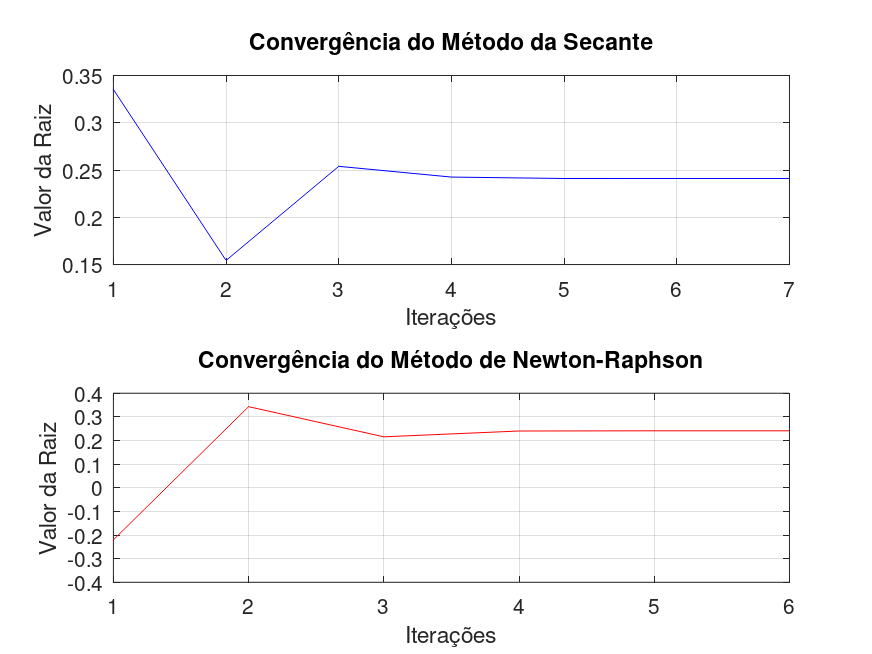 Convergência do Método da Secante
0.35
0.3
0.25
0.2
0.15
Valor da Raiz
1 2 3 4 5 6 7
Iterações
Convergência do Método de Newton-Raphson
0.4
0.3
0.2
0.1
0
-0.1
-0.2
-0.3
-0.4
Valor da Raiz
1 2 3 4 5 6
Iterações